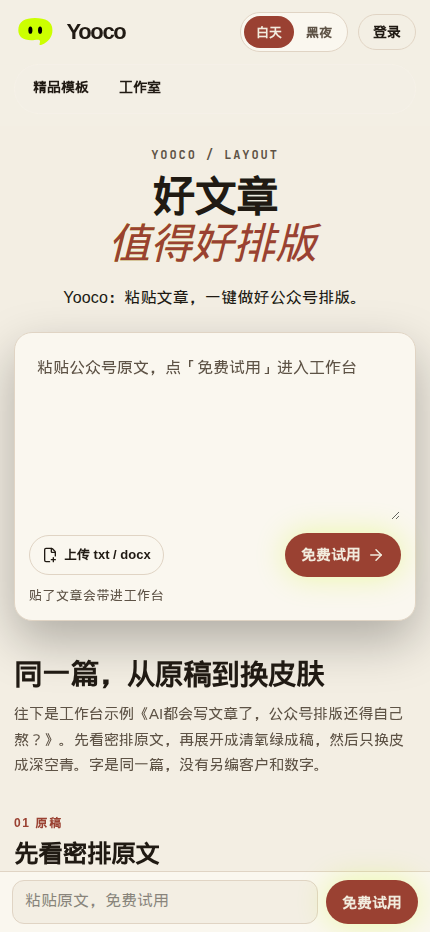 Yooco
白天 黑夜 登录
精品模板 工作室
YOOCO / LAYOUT
好文章
值得好排版
Yooco：粘贴文章，一键做好公众号排版。
粘贴公众号原文，点「免费试用」进入工作台
上传 txt / docx
免费试用 →
贴了文章会带进工作台
同一篇，从原稿到换皮肤
往下是工作台示例《AI都会写文章了，公众号排版还得自己
熬？》。先看密排原文，再展开成清氧绿成稿，然后只换皮
成深空青。字是同一篇，没有另编客户和数字。
01 原稿
先看密排原文
粘贴原文，免费试用
免费试用